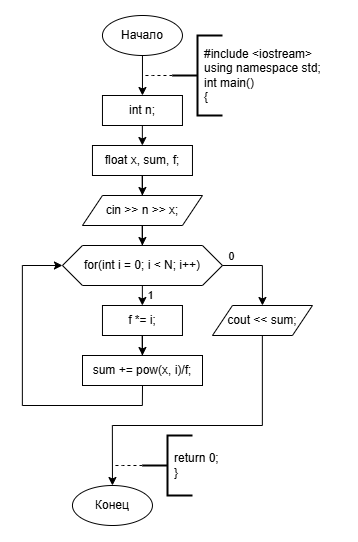 Начало
#include <iostream>
using namespace std;
int main()
{
int n;
float x, sum, f;
cin >> n >> x;
for(int i = 0; i < N; i++)
0
1
f *= i;
cout << sum;
sum += pow(x, i)/f;
return 0;
}
Конец